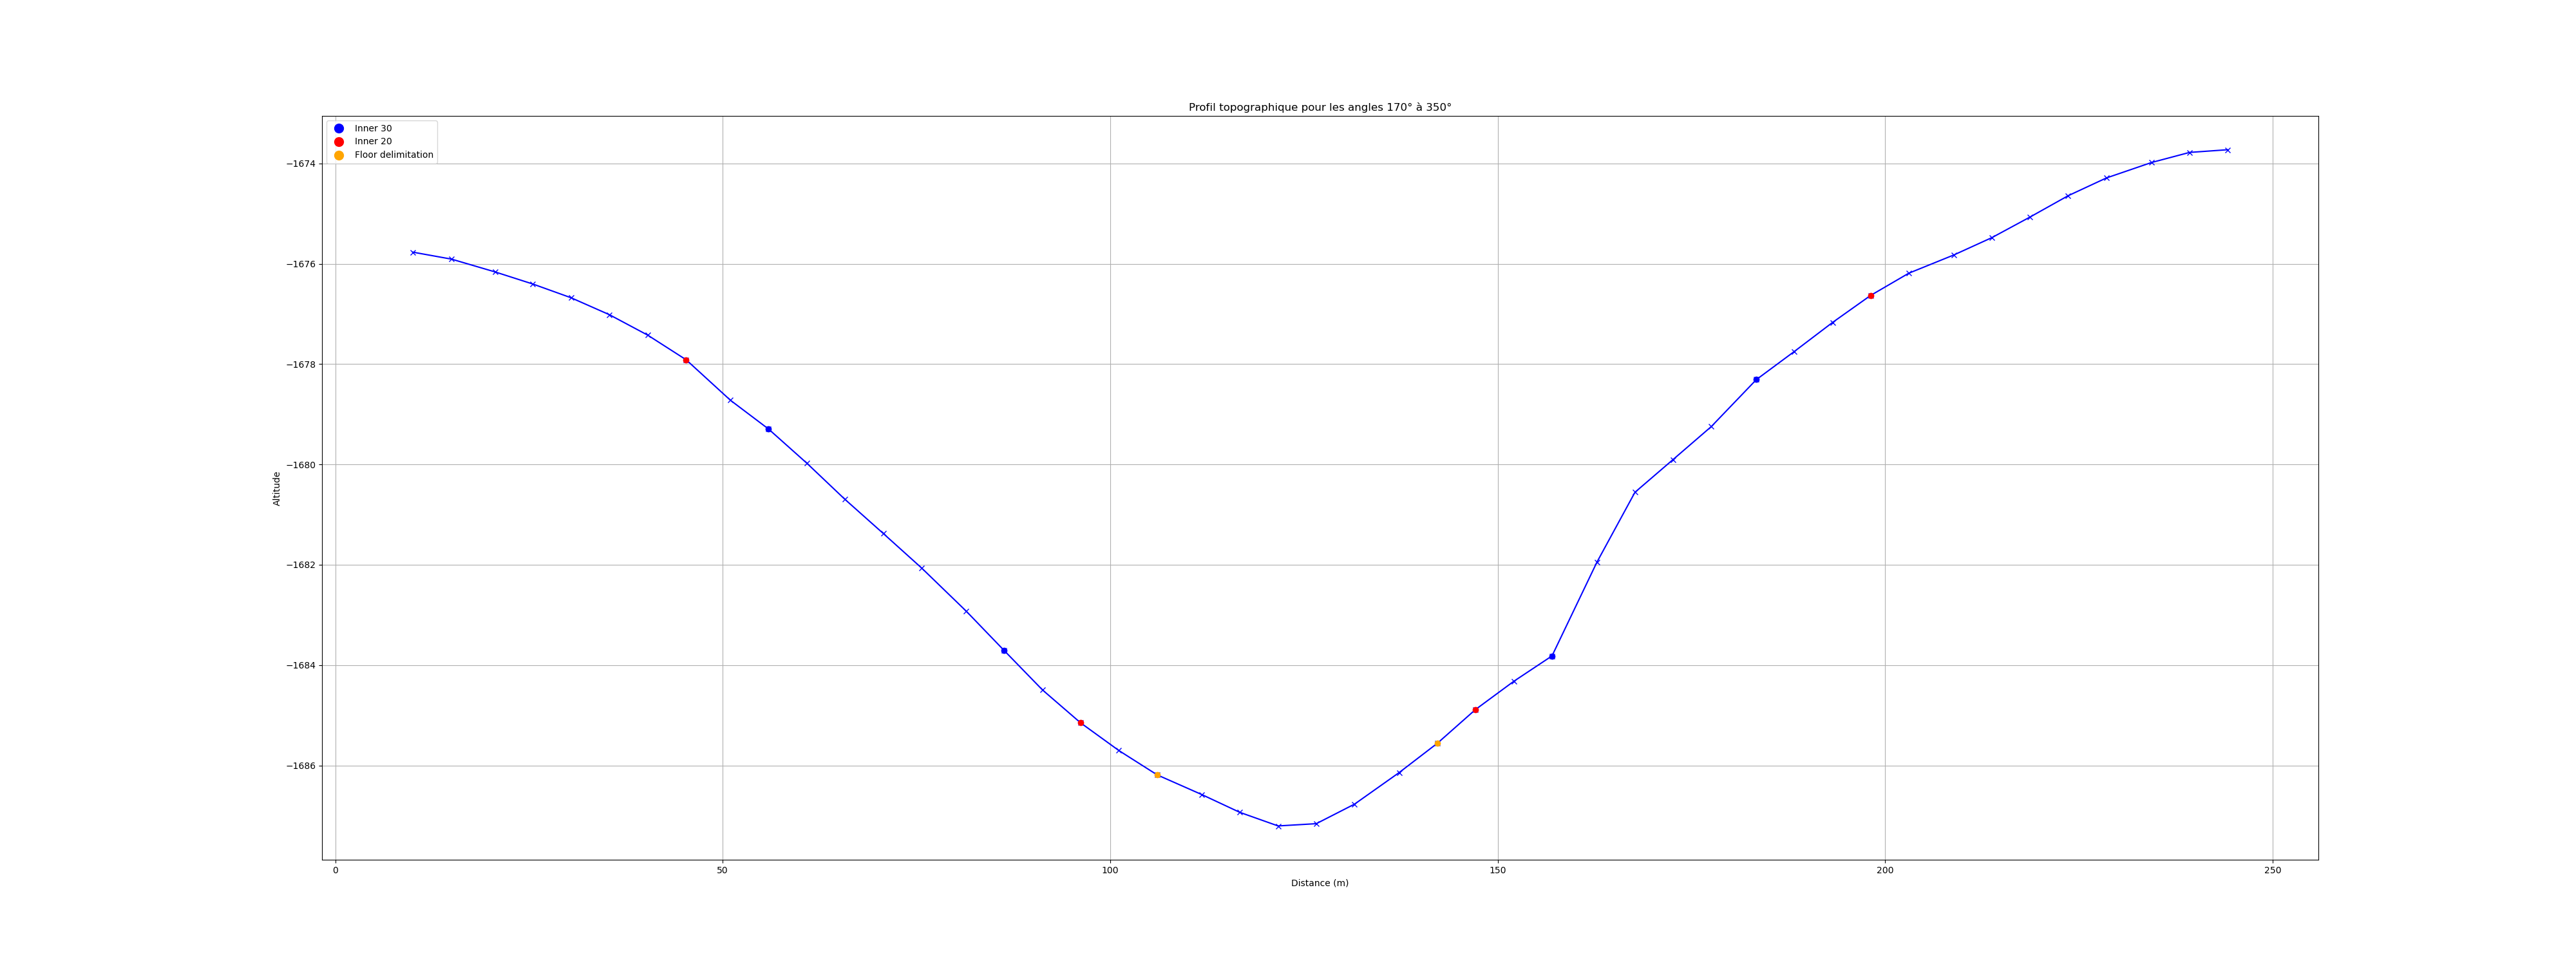 Profil topographique pour les angles 170° à 350°
Inner 30
Inner 20
Floor delimitation
−1674
−1676
−1678
−1680
−1682
−1684
−1686
Altitude
0 50 100 150 200 250
Distance (m)